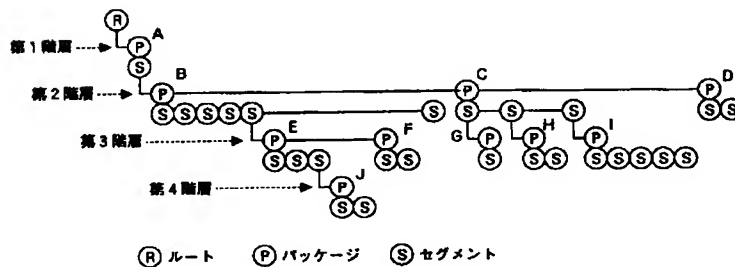 R
A
第1階層 P
S
B C D
第2階層 P P P
S S S S S S S S S S S
E F G H I
第3階層 P P P P P
S S S S S S S S S S S S S
J
第4階層 P
S S
R ルート P パッケージ S セグメント